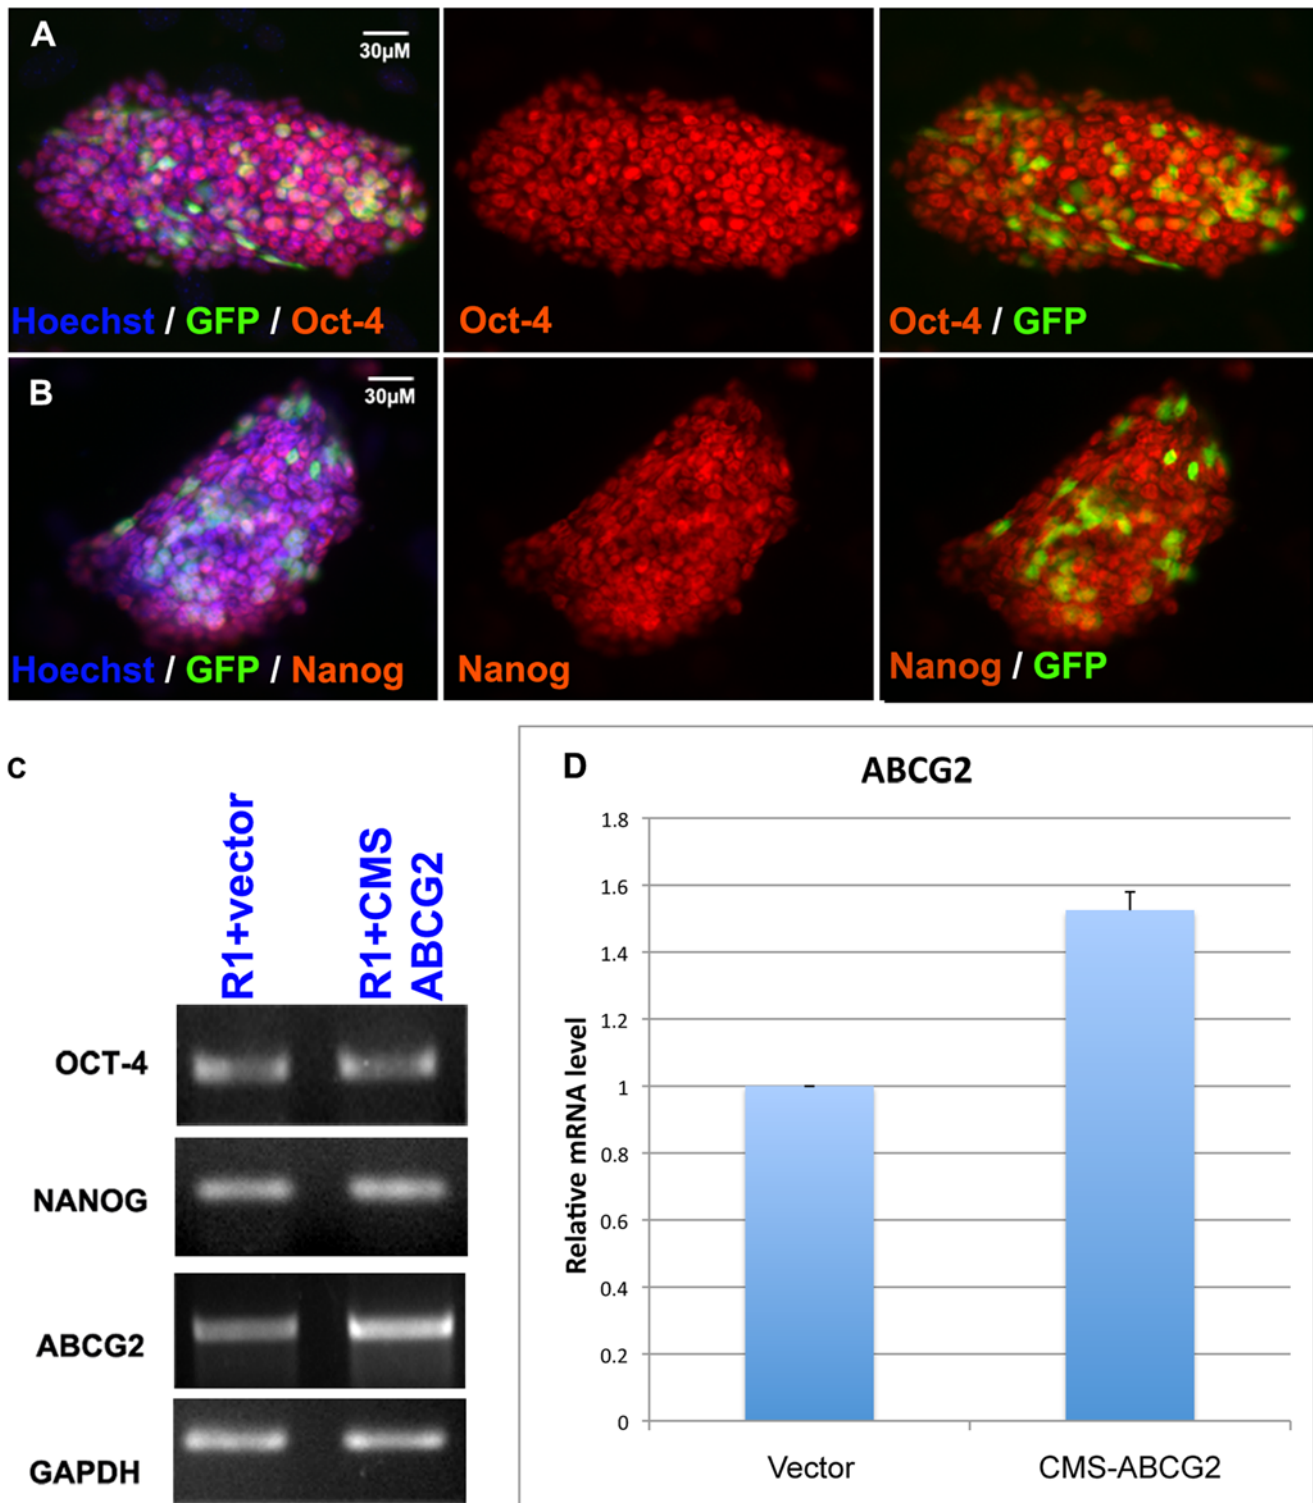 A
30µM
Hoechst / GFP / Oct-4
Oct-4
Oct-4 / GFP
B
30µM
Hoechst / GFP / Nanog
Nanog
Nanog / GFP
C
R1+vector
R1+CMS
ABCG2
OCT-4
NANOG
ABCG2
GAPDH
D
ABCG2
Relative mRNA level
1.8
1.6
1.4
1.2
1
0.8
0.6
0.4
0.2
0
Vector
CMS-ABCG2